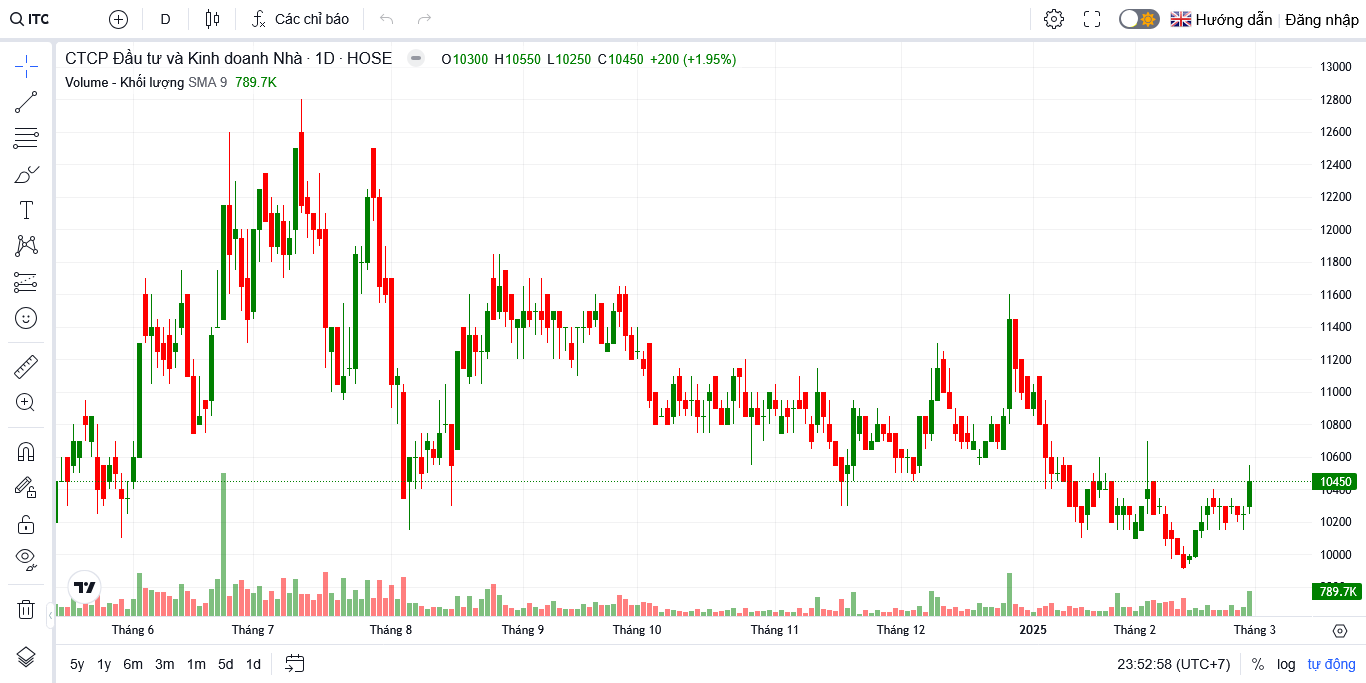 ITC D Các chỉ báo Hướng dẫn Đăng nhập
CTCP Đầu tư và Kinh doanh Nhà · 1D · HOSE O10300 H10550 L10250 C10450 +200 (+1.95%)
Volume - Khối lượng SMA 9 789.7K
13000
12800
12600
12400
12200
12000
11800
11600
11400
11200
11000
10800
10600
10450
10400
10200
10000
789.7K
Tháng 6 Tháng 7 Tháng 8 Tháng 9 Tháng 10 Tháng 11 Tháng 12 2025 Tháng 2 Tháng 3
5y 1y 6m 3m 1m 5d 1d 23:52:58 (UTC+7) % log tự động